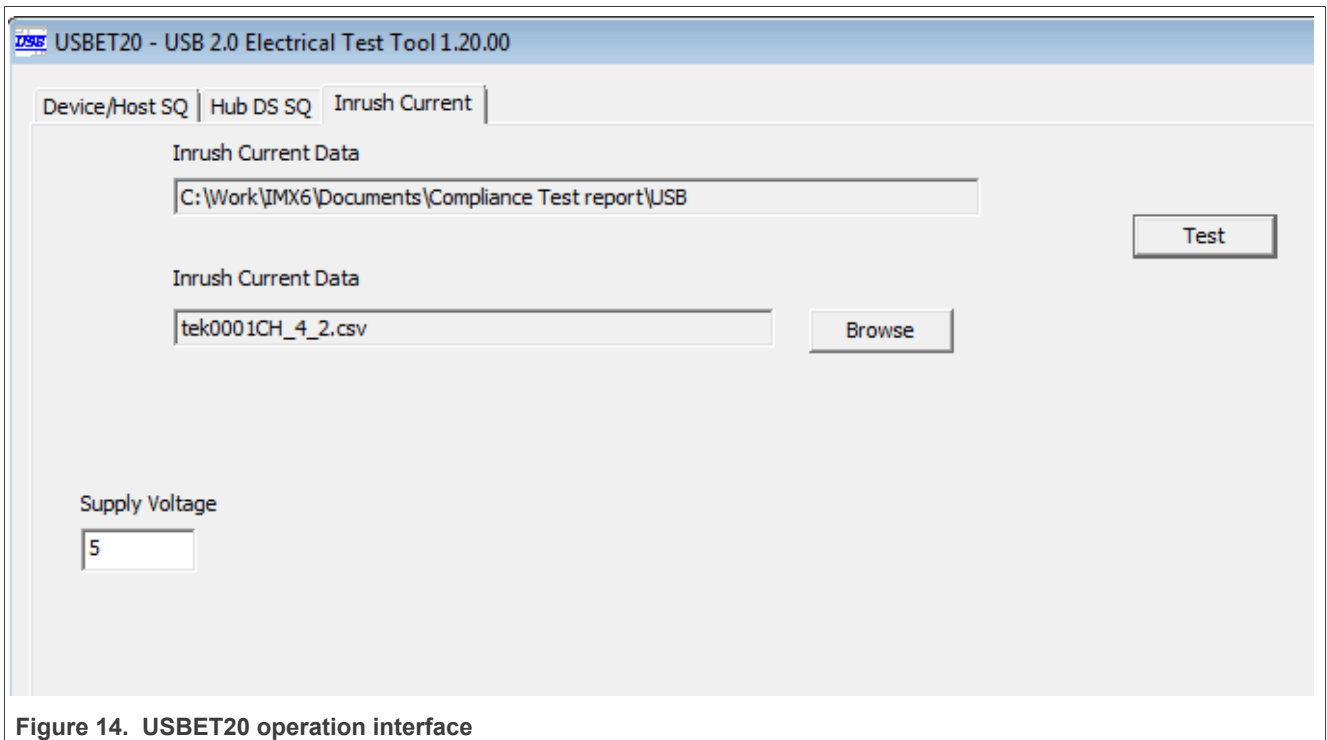 USB USBET20 - USB 2.0 Electrical Test Tool 1.20.00
Device/Host SQ Hub DS SQ Inrush Current
Inrush Current Data
C:\Work\IMX6\Documents\Compliance Test report\USB
Test
Inrush Current Data
tek0001CH_4_2.csv
Browse
Supply Voltage
5
Figure 14. USBET20 operation interface